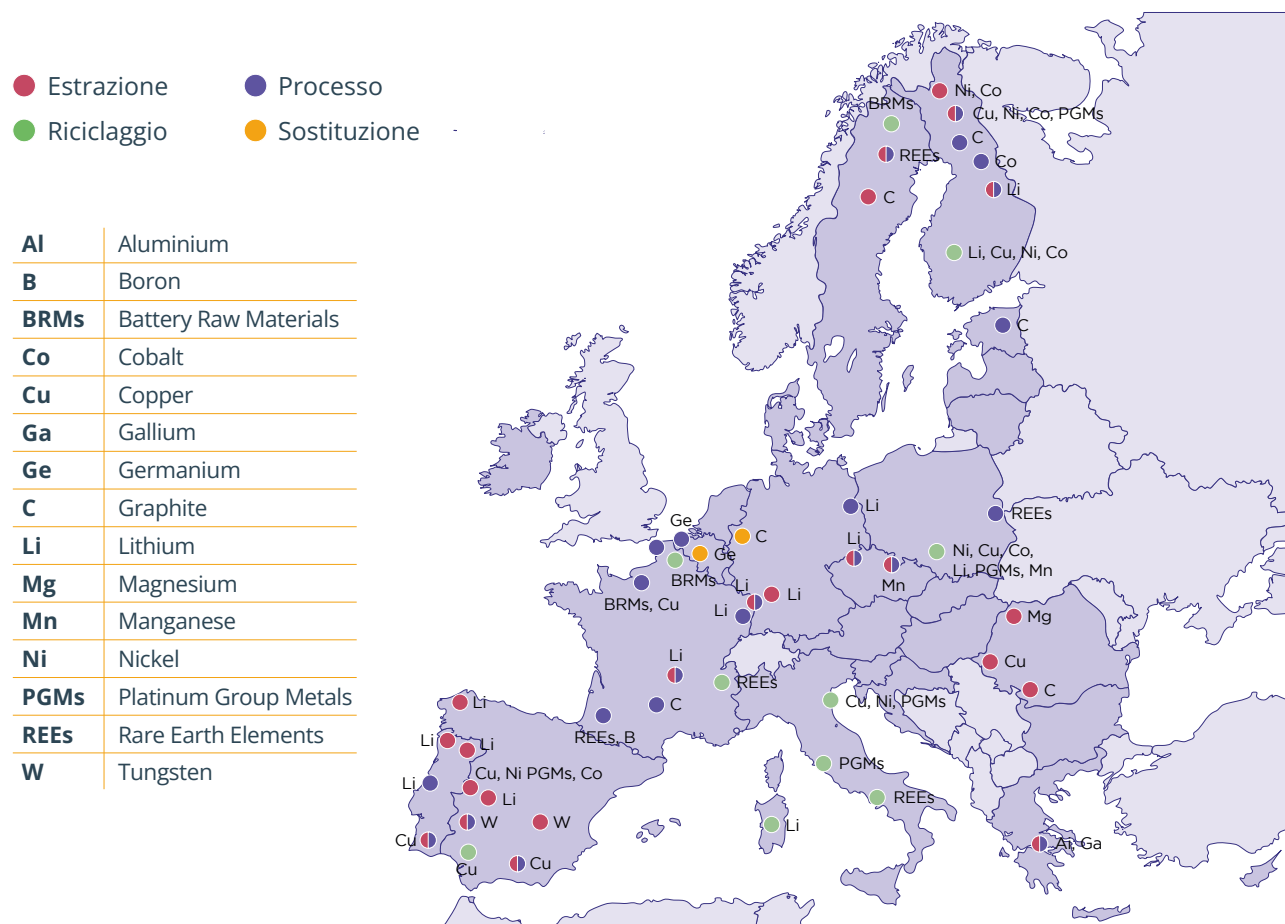 Estrazione
Processo
Riciclaggio
Sostituzione
Al Aluminium
B Boron
BRMs Battery Raw Materials
Co Cobalt
Cu Copper
Ga Gallium
Ge Germanium
C Graphite
Li Lithium
Mg Magnesium
Mn Manganese
Ni Nickel
PGMs Platinum Group Metals
REEs Rare Earth Elements
W Tungsten
Ni, Co
BRMs
Cu, Ni, Co, PGMs
C
REEs
Co
Li
C
Li, Cu, Ni, Co
C
Li
REEs
Ge
C
Ge
Li
Ni, Cu, Co,
Li, PGMs, Mn
BRMs
Mn
BRMs, Cu
Li
Li
Li
Mg
Li
Cu
REEs
C
C
Li
Cu, Ni, PGMs
REEs, B
Li
Li
PGMs
Cu, Ni PGMs, Co
Li
Li
REEs
W
W
Li
Cu
Cu
Cu
Al, Ga